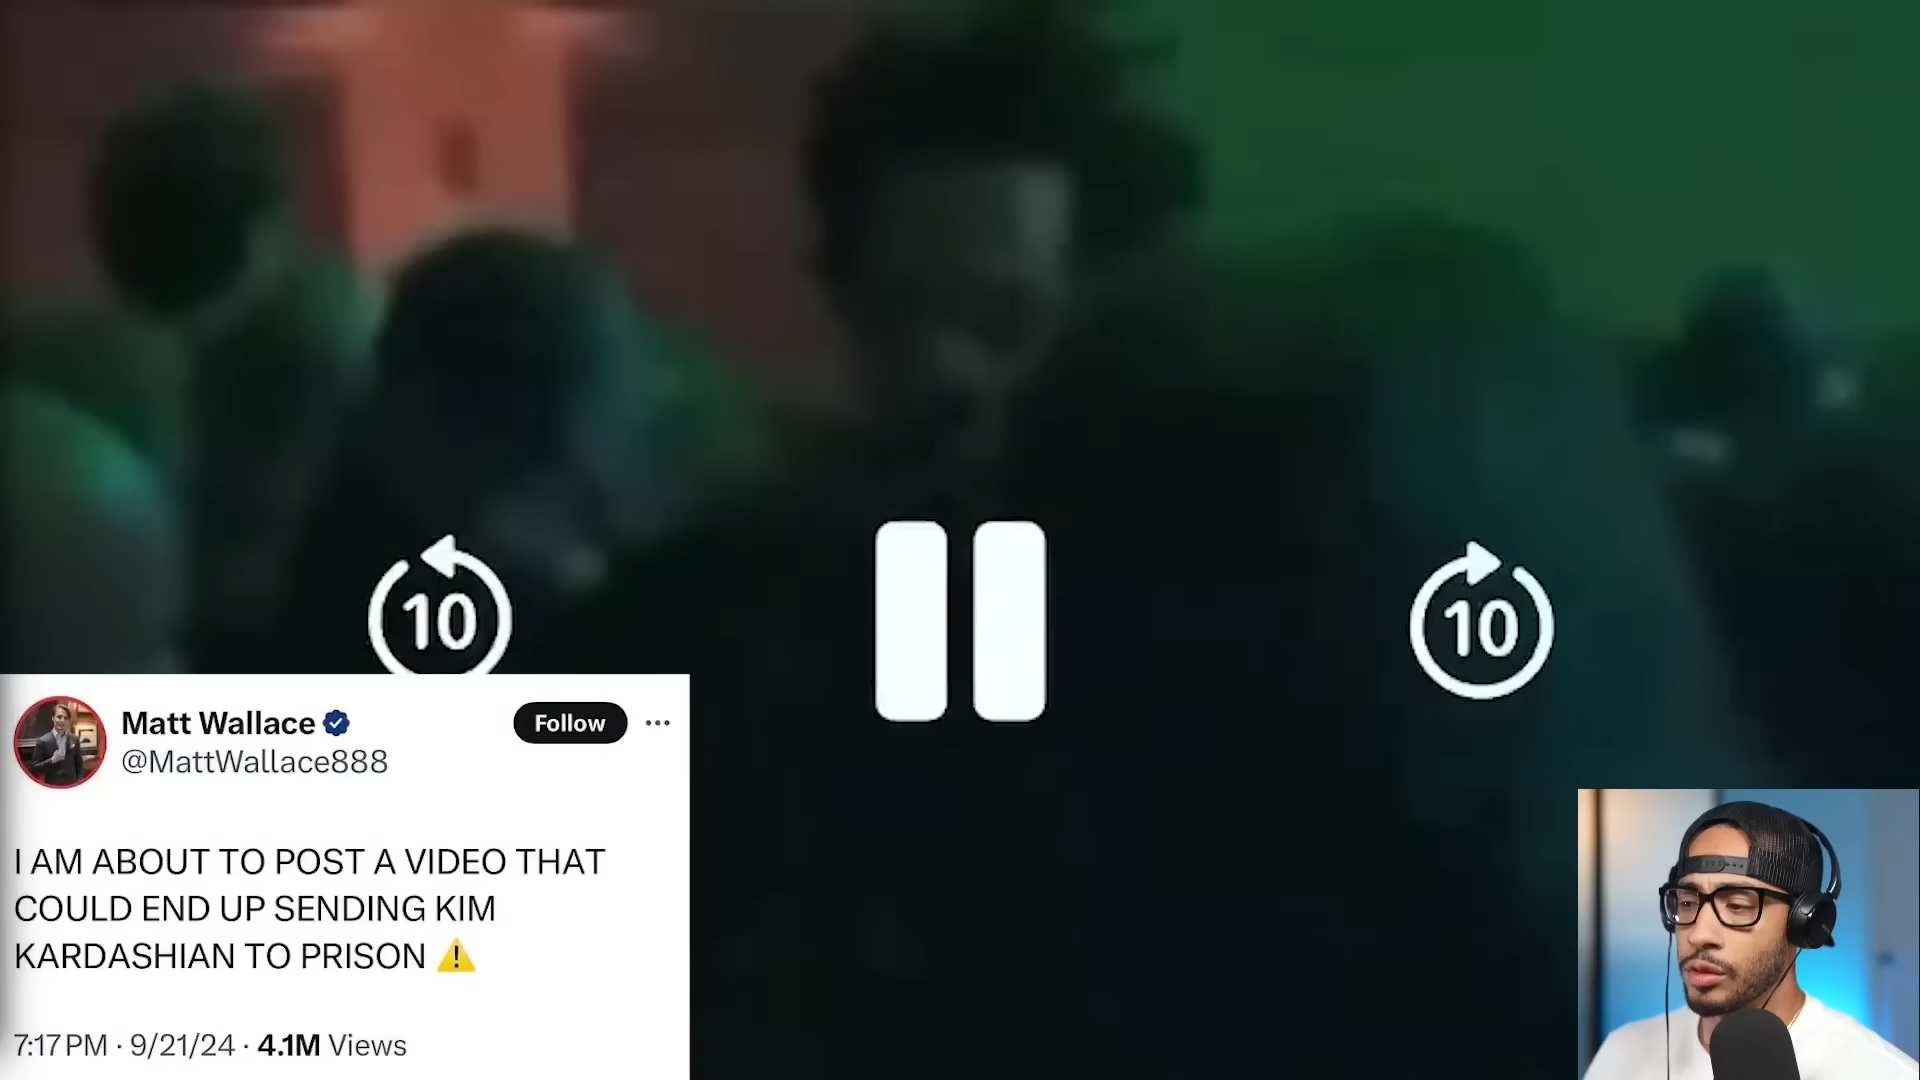 10
10
Matt Wallace
Follow
@MattWallace888
I AM ABOUT TO POST A VIDEO THAT
COULD END UP SENDING KIM
KARDASHIAN TO PRISON ⚠️
7:17 PM · 9/21/24 · 4.1M Views